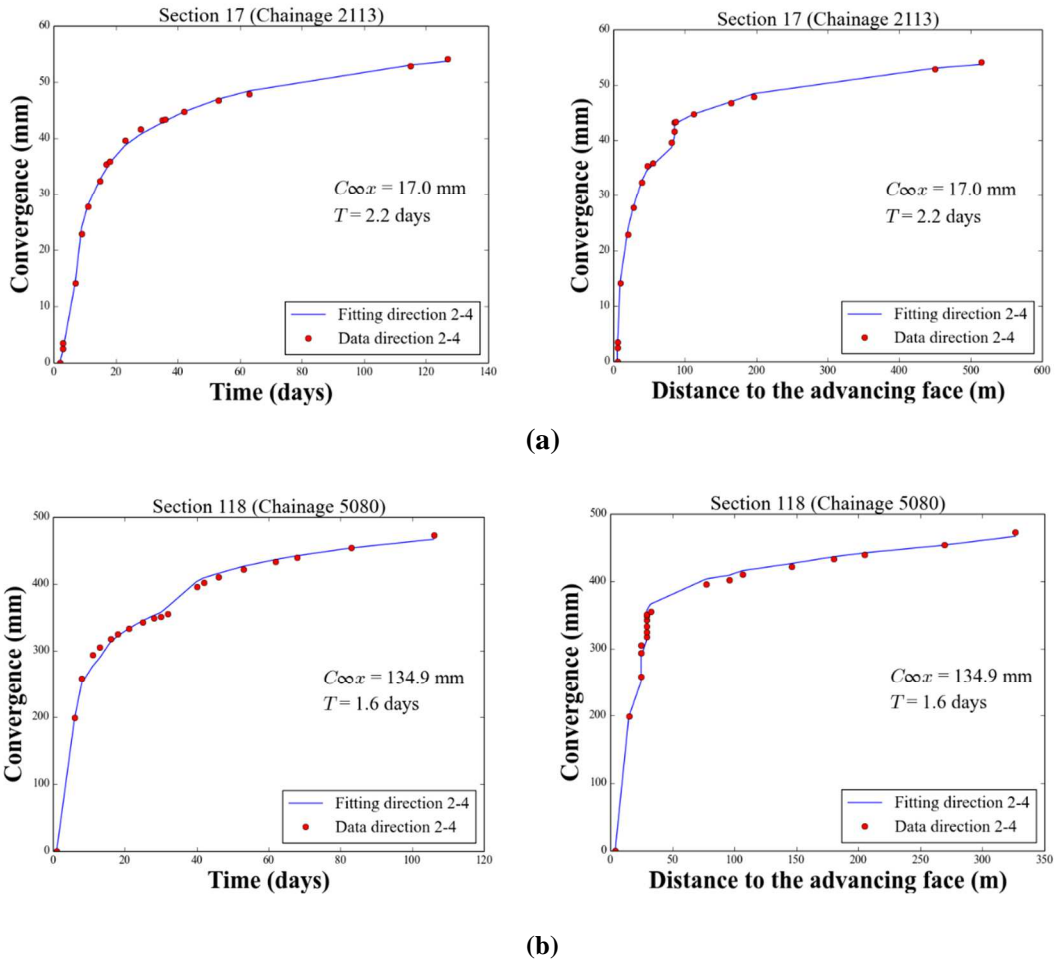 Section 17 (Chainage 2113)
60
50
40
30
20
10
0
Convergence (mm)
C∞x = 17.0 mm
T = 2.2 days
Fitting direction 2-4
Data direction 2-4
0 20 40 60 80 100 120 140
Time (days)
Section 17 (Chainage 2113)
60
50
40
30
20
10
0
Convergence (mm)
C∞x = 17.0 mm
T = 2.2 days
Fitting direction 2-4
Data direction 2-4
0 100 200 300 400 500 600
Distance to the advancing face (m)
(a)
Section 118 (Chainage 5080)
500
400
300
200
100
0
Convergence (mm)
C∞x = 134.9 mm
T = 1.6 days
Fitting direction 2-4
Data direction 2-4
0 20 40 60 80 100 120
Time (days)
Section 118 (Chainage 5080)
500
400
300
200
100
0
Convergence (mm)
C∞x = 134.9 mm
T = 1.6 days
Fitting direction 2-4
Data direction 2-4
0 50 100 150 200 250 300 350
Distance to the advancing face (m)
(b)